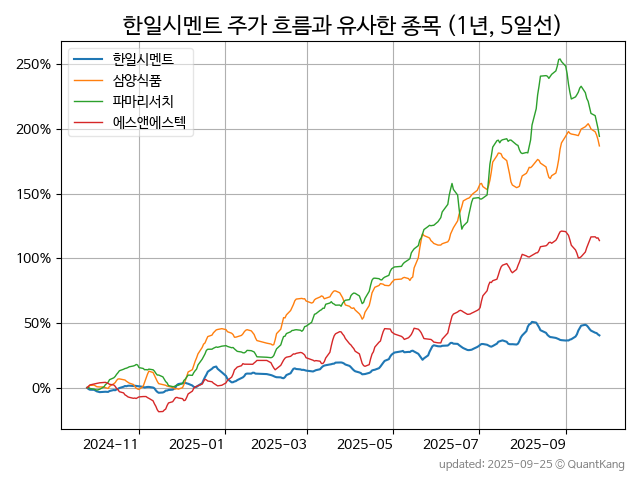 한일시멘트 주가 흐름과 유사한 종목 (1년, 5일선)
한일시멘트
삼양식품
파마리서치
에스앤에스텍
250%
200%
150%
100%
50%
0%
2024-11
2025-01
2025-03
2025-05
2025-07
2025-09
updated: 2025-09-25 © QuantKang